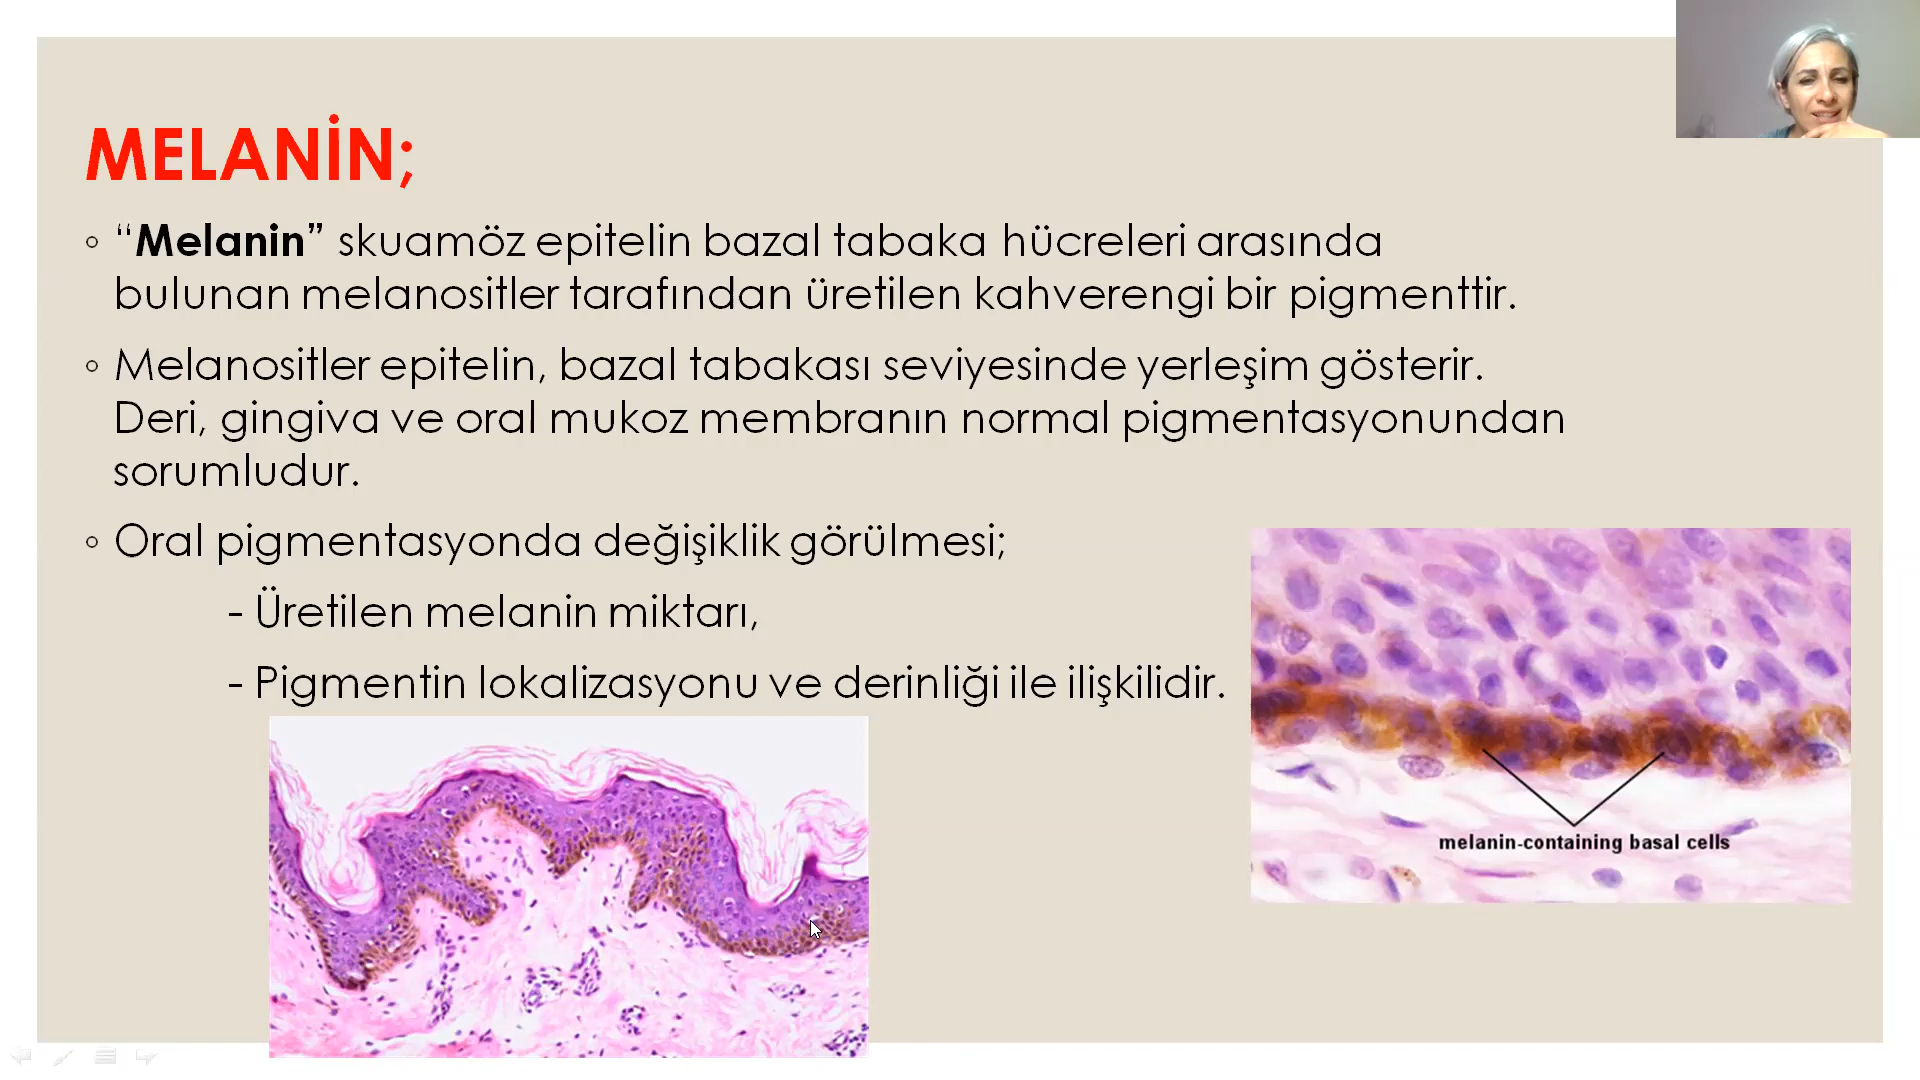 MELANİN;
◦ “Melanin” skuamöz epitelin bazal tabaka hücreleri arasında
bulunan melanositler tarafından üretilen kahverengi bir pigmenttir.
◦ Melanositler epitelin, bazal tabakası seviyesinde yerleşim gösterir.
Deri, gingiva ve oral mukoz membranın normal pigmentasyonundan
sorumludur.
◦ Oral pigmentasyonda değişiklik görülmesi;
- Üretilen melanin miktarı,
- Pigmentin lokalizasyonu ve derinliği ile ilişkilidir.
melanin-containing basal cells